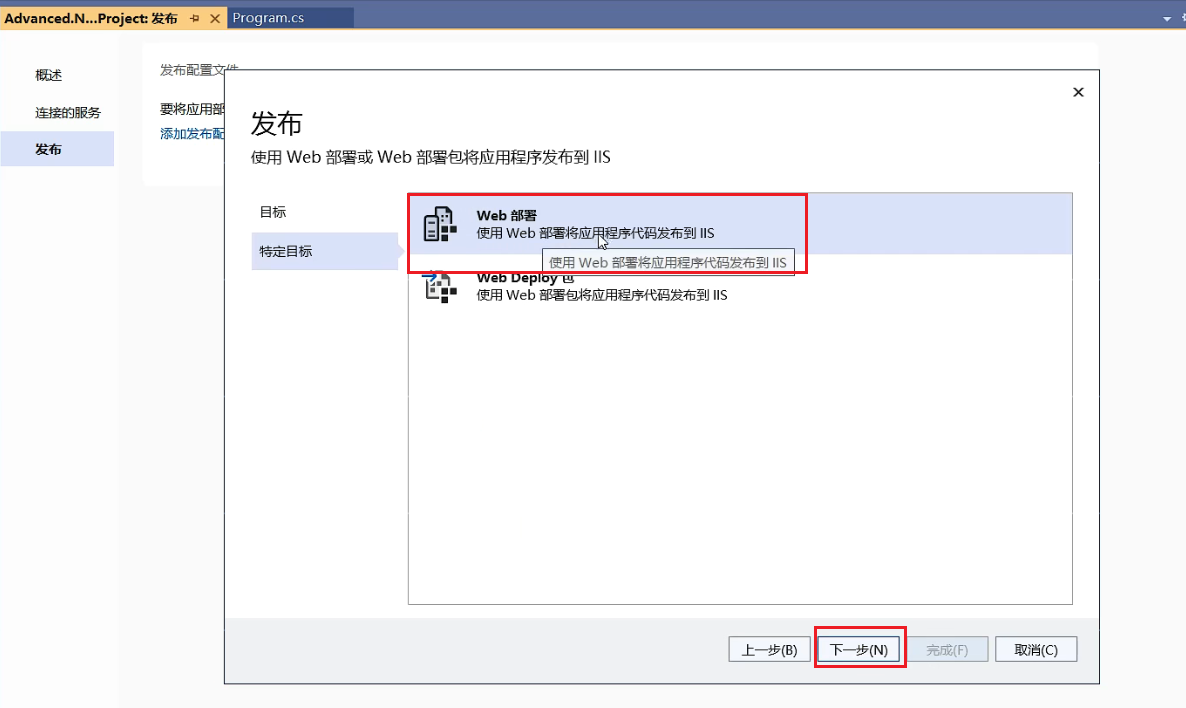 Advanced.N...Project: 发布
Program.cs
概述
连接的服务
发布
发布配置文件
要将应用部
添加发布配
发布
使用 Web 部署或 Web 部署包将应用程序发布到 IIS
目标
特定目标
Web 部署
使用 Web 部署将应用程序代码发布到 IIS
使用 Web 部署将应用程序代码发布到 IIS
Web Deploy 包
使用 Web 部署包将应用程序代码发布到 IIS
上一步(B)
下一步(N)
完成(F)
取消(C)